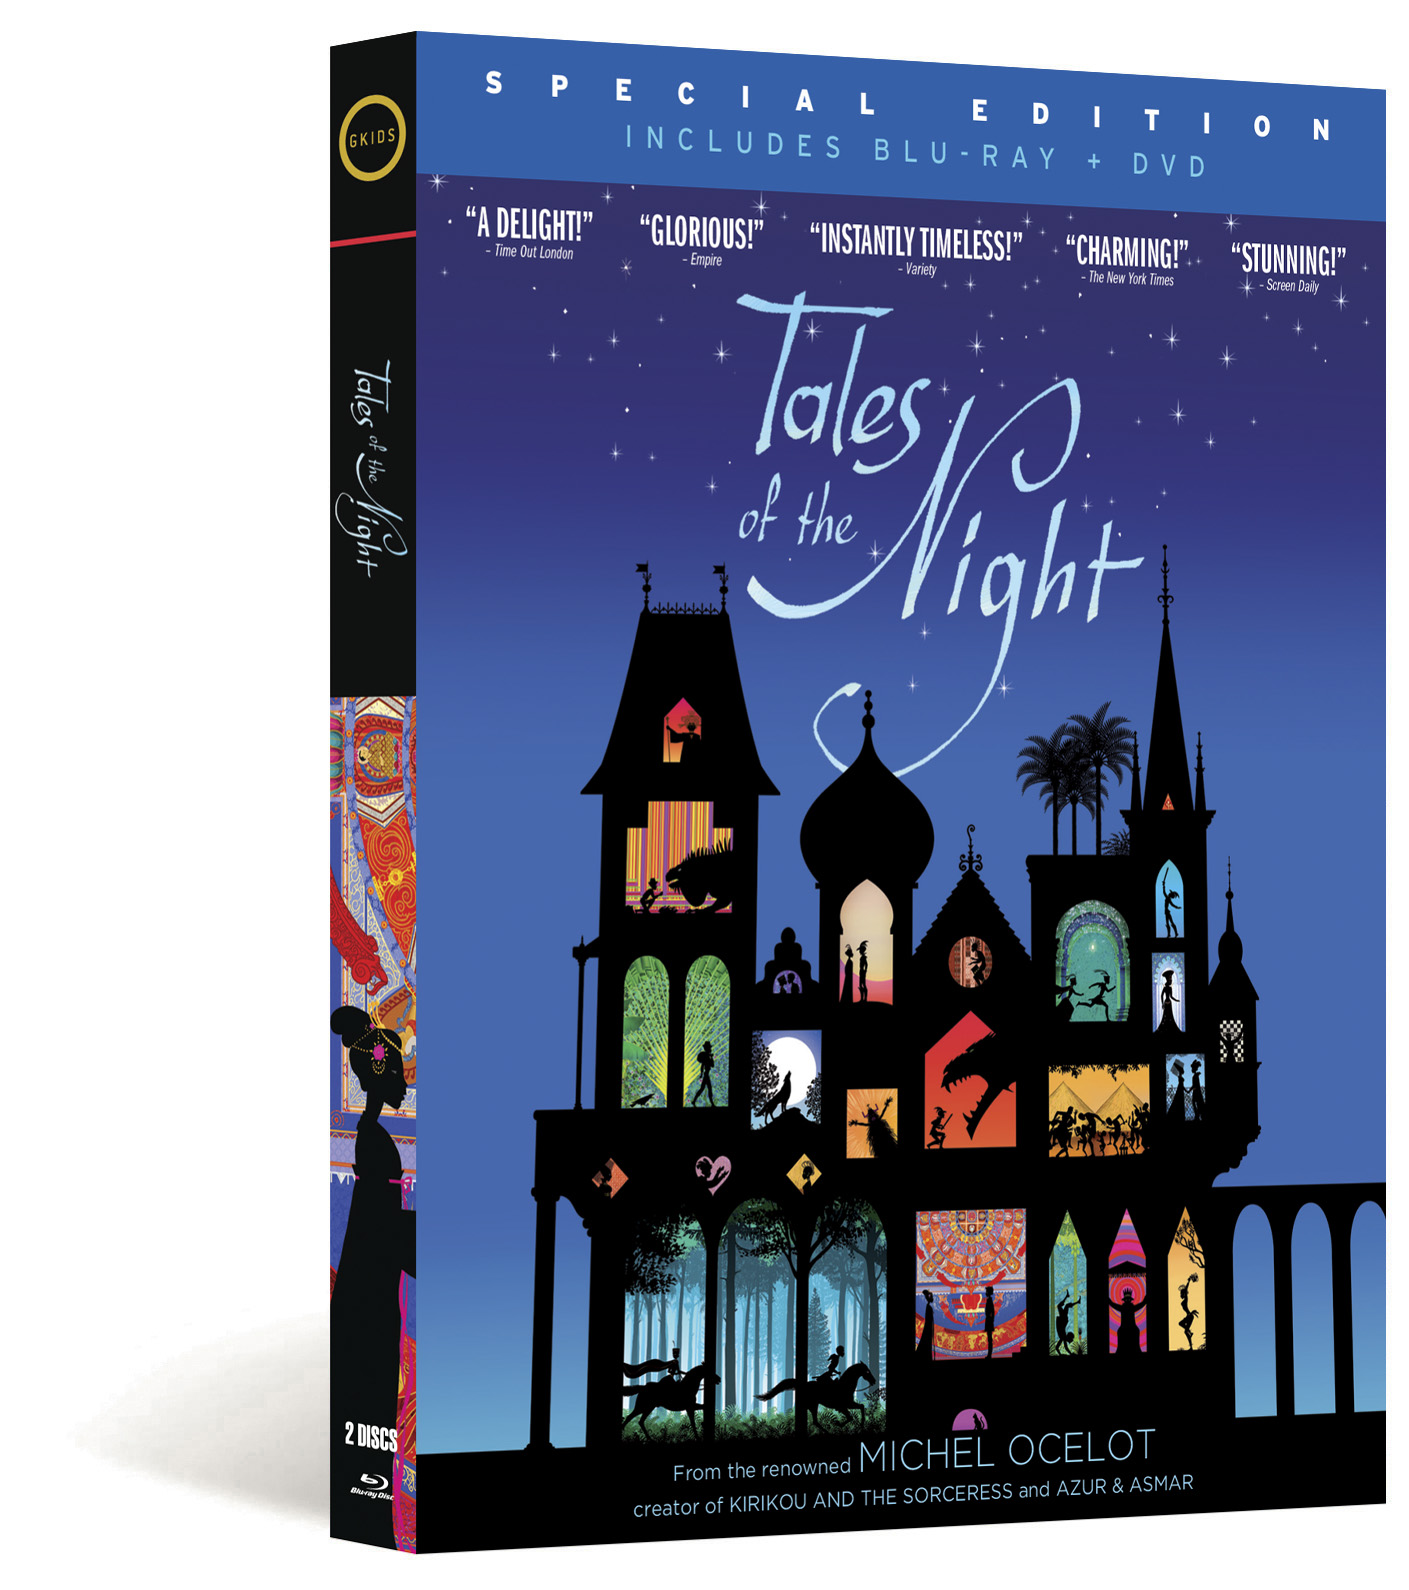 SPECIAL EDITION
INCLUDES BLU-RAY + DVD
“A DELIGHT!”
– Time Out London
“GLORIOUS!”
– Empire
“INSTANTLY TIMELESS!”
– Variety
“CHARMING!”
– The New York Times
“STUNNING!”
– Screen Daily
Tales
of the
Night
From the renowned MICHEL OCELOT
creator of KIRIKOU AND THE SORCERESS and AZUR & ASMAR
GKIDS
Tales of the Night
2 DISCS
Blu-ray Disc